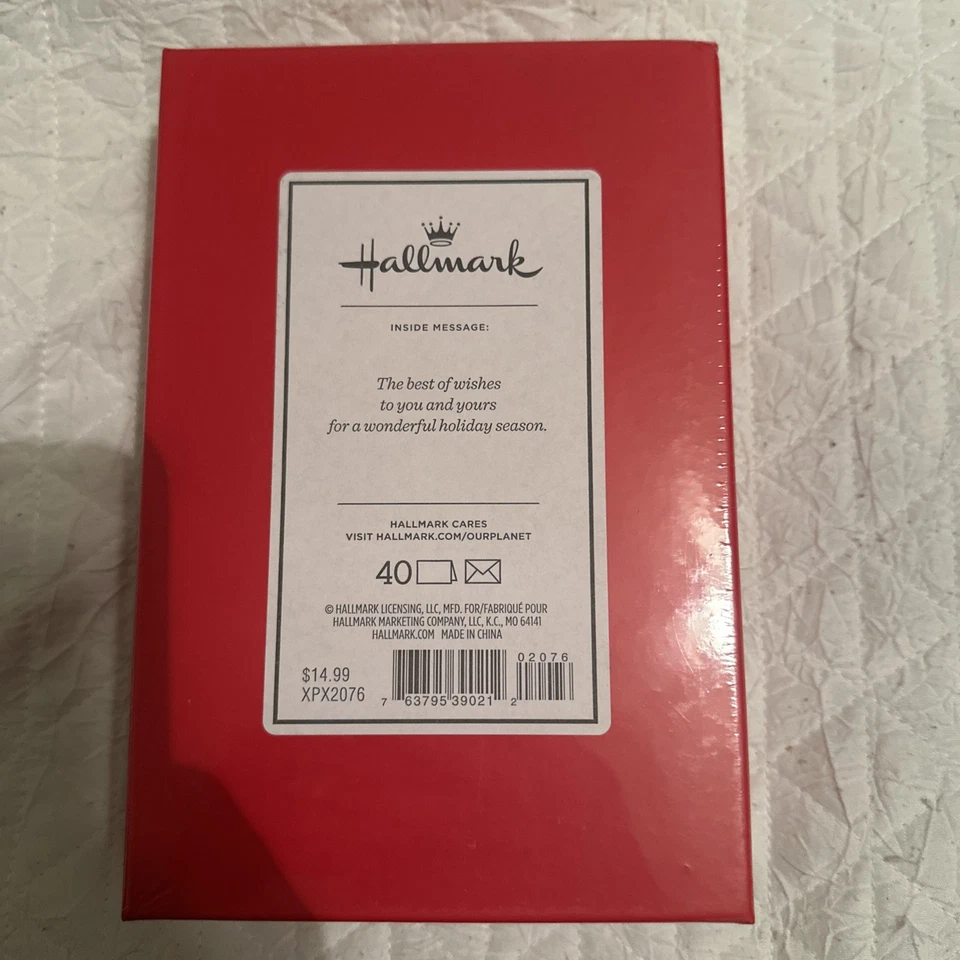 Hallmark
INSIDE MESSAGE:
The best of wishes
to you and yours
for a wonderful holiday season.
HALLMARK CARES
VISIT HALLMARK.COM/OURPLANET
40
© HALLMARK LICENSING, LLC, MFD. FOR/FABRIQUÉ POUR
HALLMARK MARKETING COMPANY, LLC, K.C., MO 64141
HALLMARK.COM MADE IN CHINA
$14.99
XPX2076
7 63795 39021 2
02076